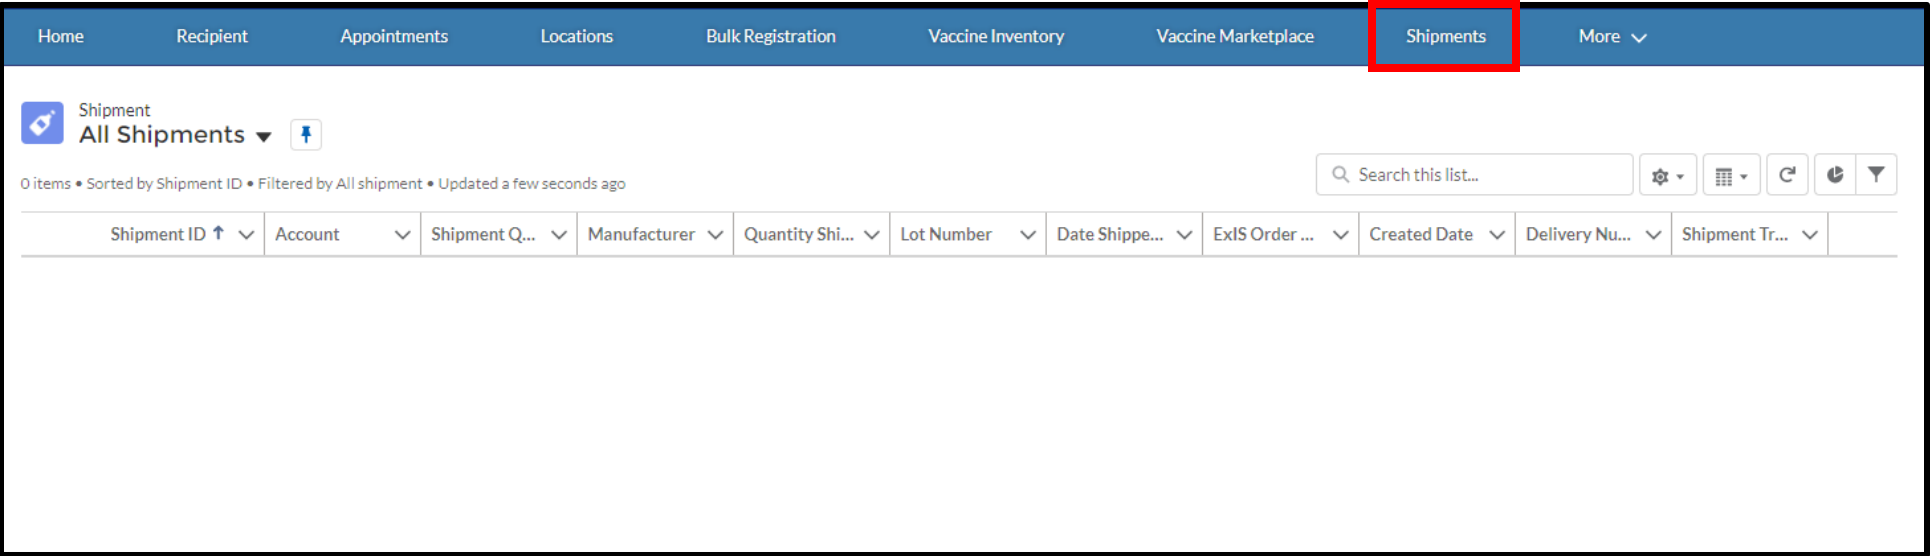 Home Recipient Appointments Locations Bulk Registration Vaccine Inventory Vaccine Marketplace Shipments More
Shipment
All Shipments
0 items • Sorted by Shipment ID • Filtered by All shipment • Updated a few seconds ago
Search this list...
Shipment ID Account Shipment Q... Manufacturer Quantity Shi... Lot Number Date Shippe... ExIS Order ... Created Date Delivery Nu... Shipment Tr...